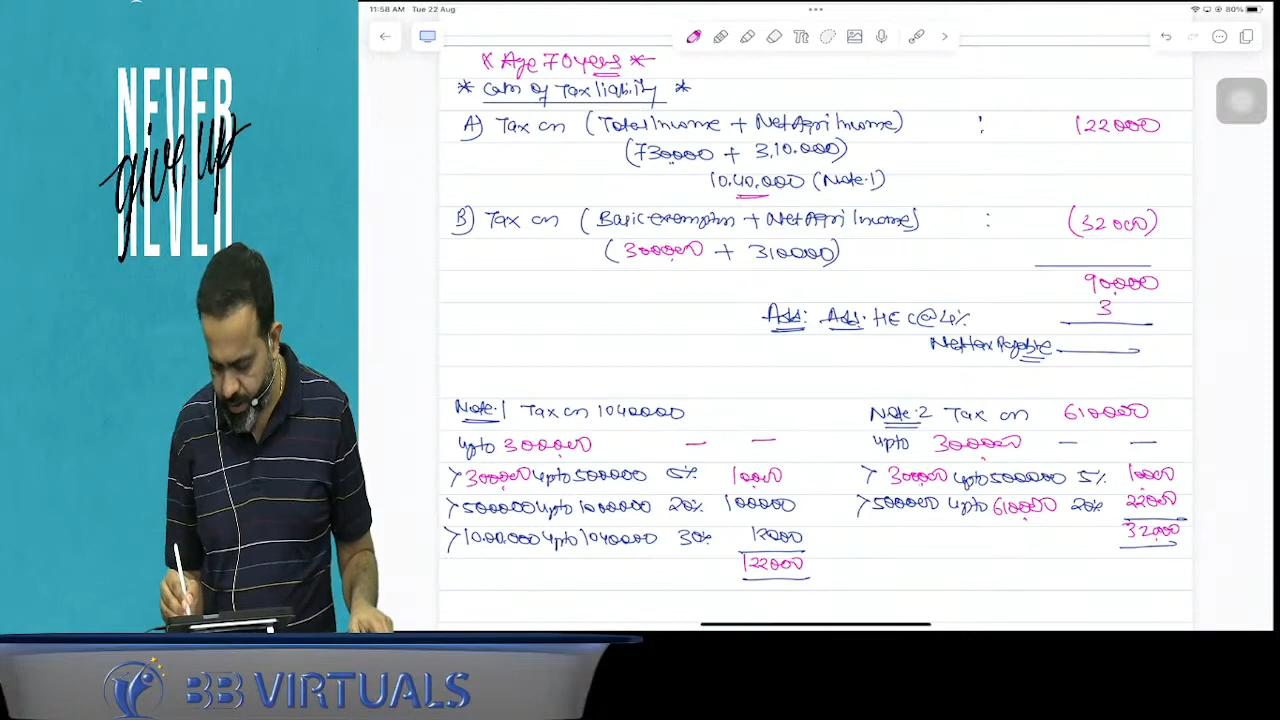 11:58 AM Tue 22 Aug
80%
NEVER
give up
NEVER
* Age 70 years *
* Com of Tax liability *
A) Tax on (Total Income + Net Agri Income) : 122000
(730000 + 3,10,000)
10,40,000 (Note-1)
B) Tax on (Basic exemption + Net Agri Income) : (32000)
(300000 + 310000)
90,000
Add: Add. HEC@4% 3
Net tax Payable
Note-1 Tax on 1040000
upto 300000 — —
>300000 upto 500000 5% 10000
>500000 upto 1000000 20% 100000
>10,00,000 upto 1040000 30% 12000
122000
Note-2 Tax on 610000
upto 300000 — —
>300000 upto 500000 5% 10000
>500000 upto 610000 20% 22000
32000
BB VIRTUALS